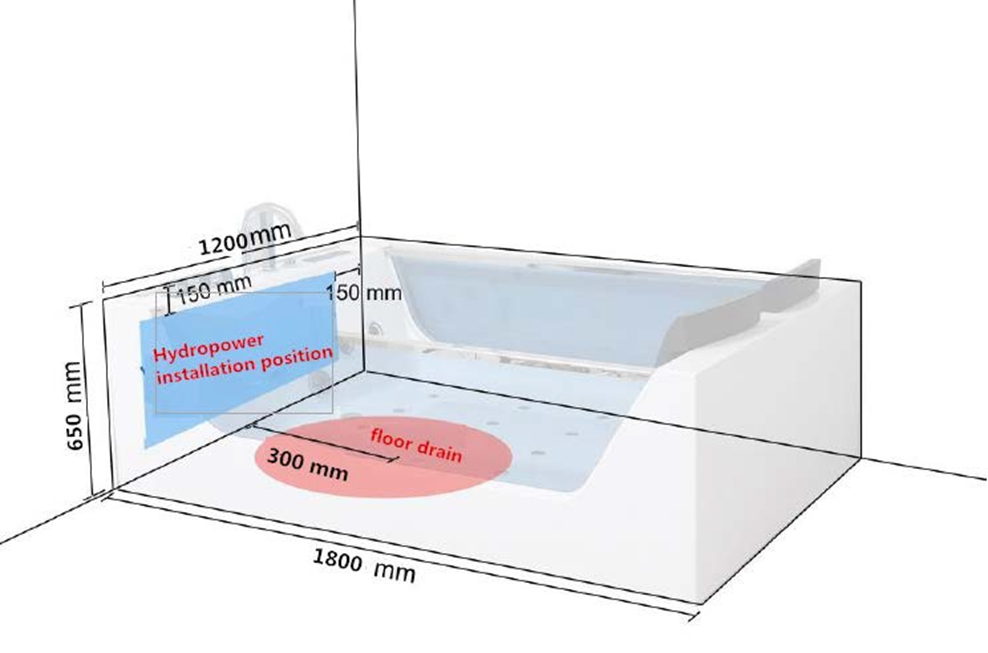 1200mm
150 mm
150 mm
Hydropower
installation position
650 mm
floor drain
300 mm
1800 mm